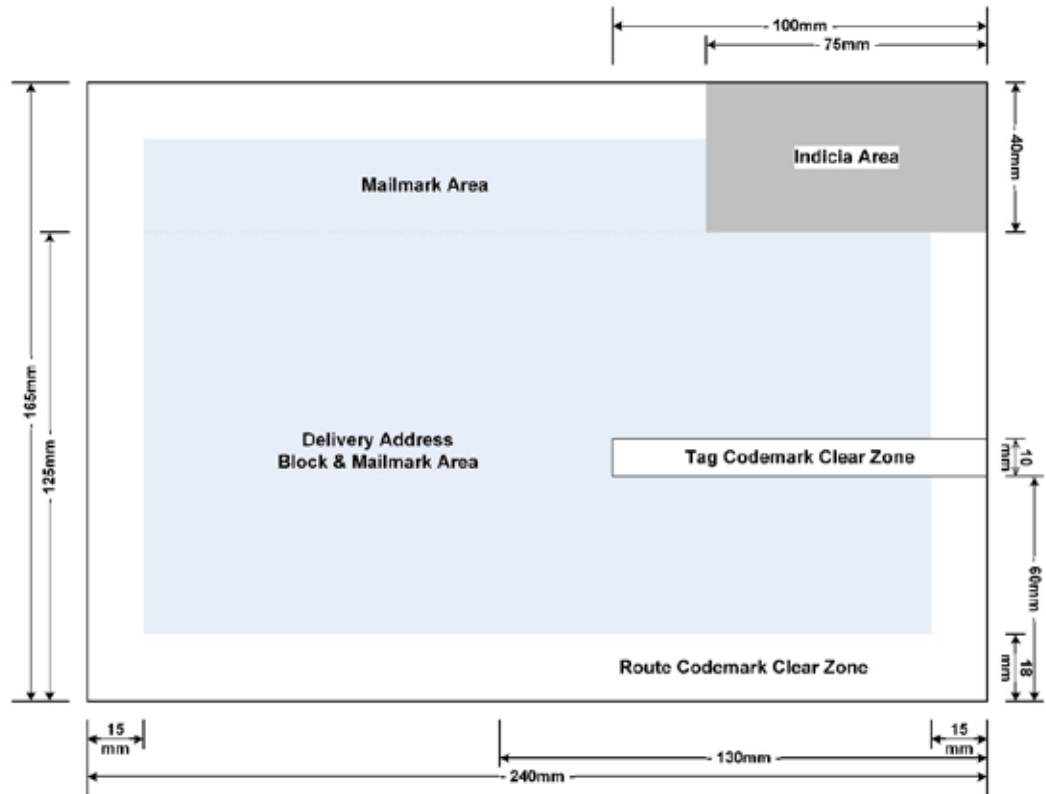 100mm
75mm
Indicia Area
40mm
Mailmark Area
165mm
125mm
Delivery Address
Block & Mailmark Area
Tag Codemark Clear Zone
10
mm
60mm
Route Codemark Clear Zone
18
mm
15
mm
15
mm
130mm
240mm